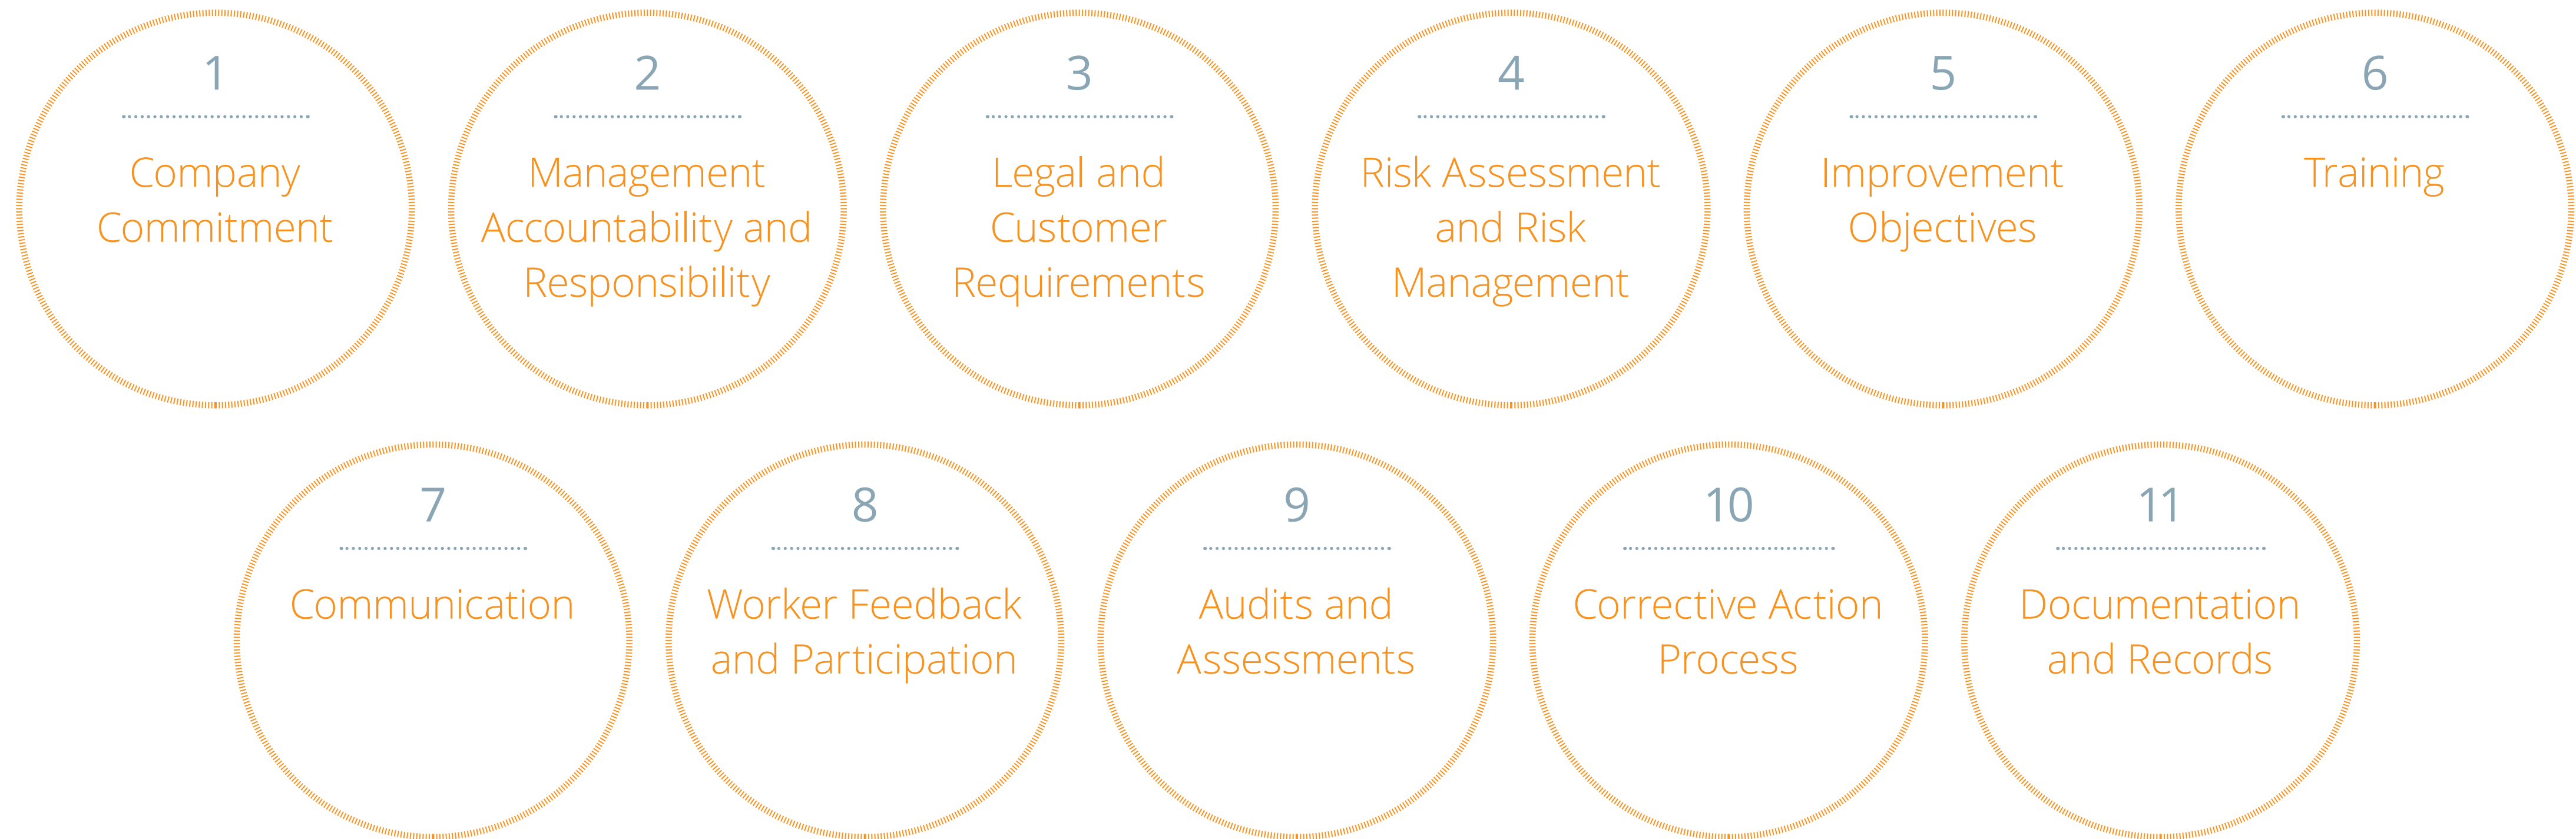 1
Company
Commitment
2
Management
Accountability and
Responsibility
3
Legal and
Customer
Requirements
4
Risk Assessment
and Risk
Management
5
Improvement
Objectives
6
Training
7
Communication
8
Worker Feedback
and Participation
9
Audits and
Assessments
10
Corrective Action
Process
11
Documentation
and Records